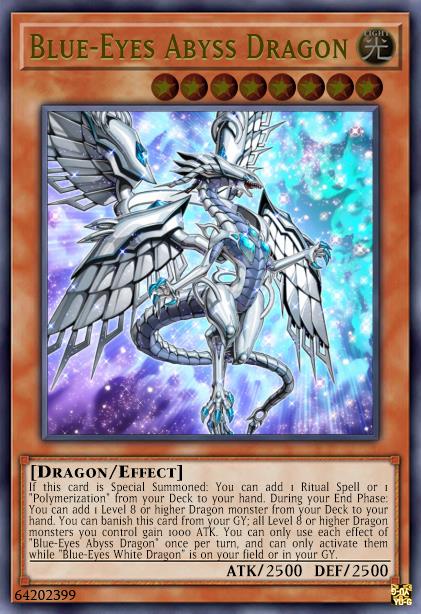 Blue-Eyes Abyss Dragon
LIGHT
光
[Dragon/Effect]
If this card is Special Summoned: You can add 1 Ritual Spell or 1
"Polymerization" from your Deck to your hand. During your End Phase:
You can add 1 Level 8 or higher Dragon monster from your Deck to your
hand. You can banish this card from your GY; all Level 8 or higher Dragon
monsters you control gain 1000 ATK. You can only use each effect of
"Blue-Eyes Abyss Dragon" once per turn, and can only activate them
while "Blue-Eyes White Dragon" is on your field or in your GY.
ATK/2500 DEF/2500
64202399